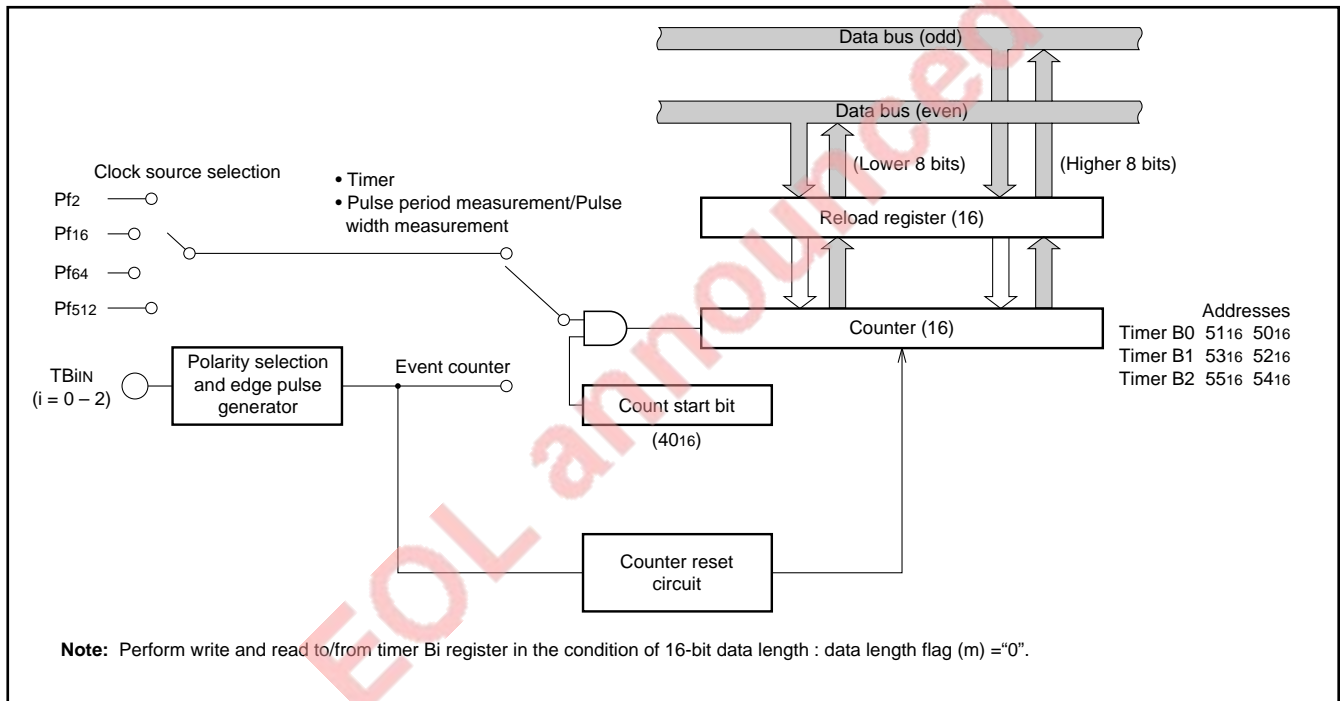 Data bus (odd)
Data bus (even)
(Lower 8 bits)
(Higher 8 bits)
Clock source selection
Pf2
Pf16
Pf64
Pf512
• Timer
• Pulse period measurement/Pulse
width measurement
Reload register (16)
Counter (16)
Addresses
Timer B0 5116 5016
Timer B1 5316 5216
Timer B2 5516 5416
TBiIN
(i = 0 – 2)
Polarity selection
and edge pulse
generator
Event counter
Count start bit
(4016)
Counter reset
circuit
Note: Perform write and read to/from timer Bi register in the condition of 16-bit data length : data length flag (m) =“0”.
EOL announced